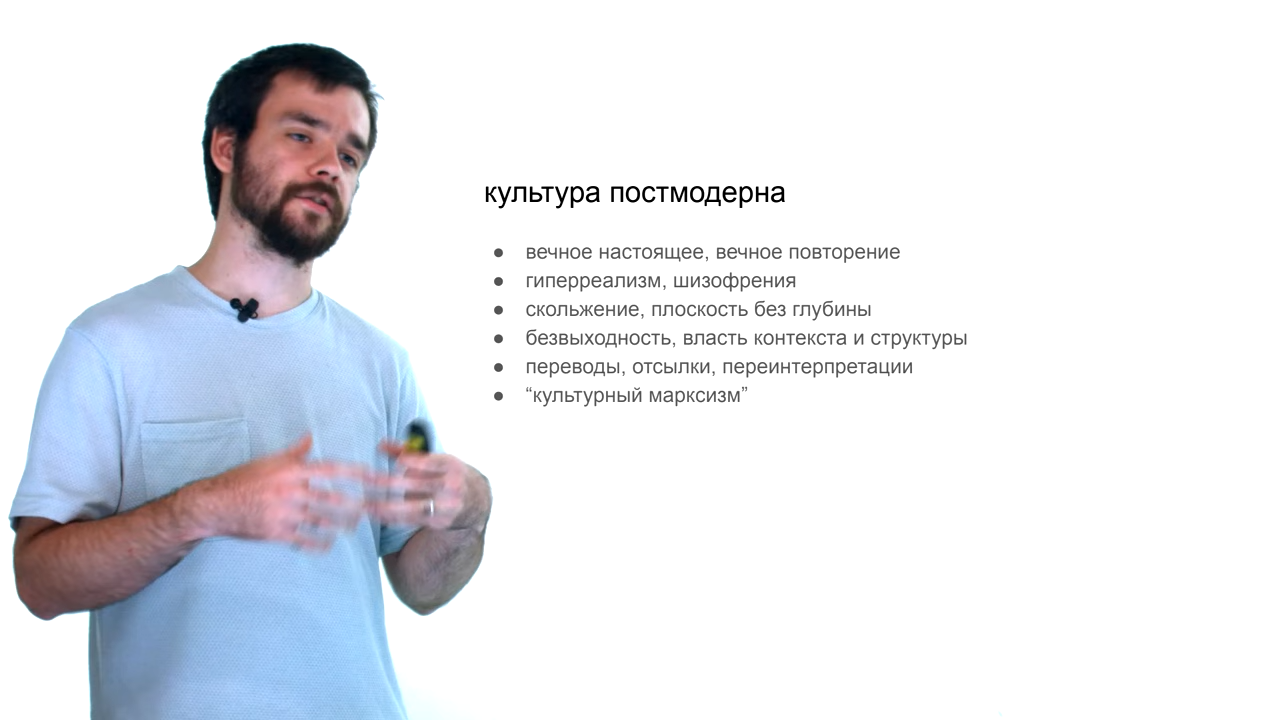 культура постмодерна
● вечное настоящее, вечное повторение
● гиперреализм, шизофрения
● скольжение, плоскость без глубины
● безвыходность, власть контекста и структуры
● переводы, отсылки, переинтерпретации
● “культурный марксизм”